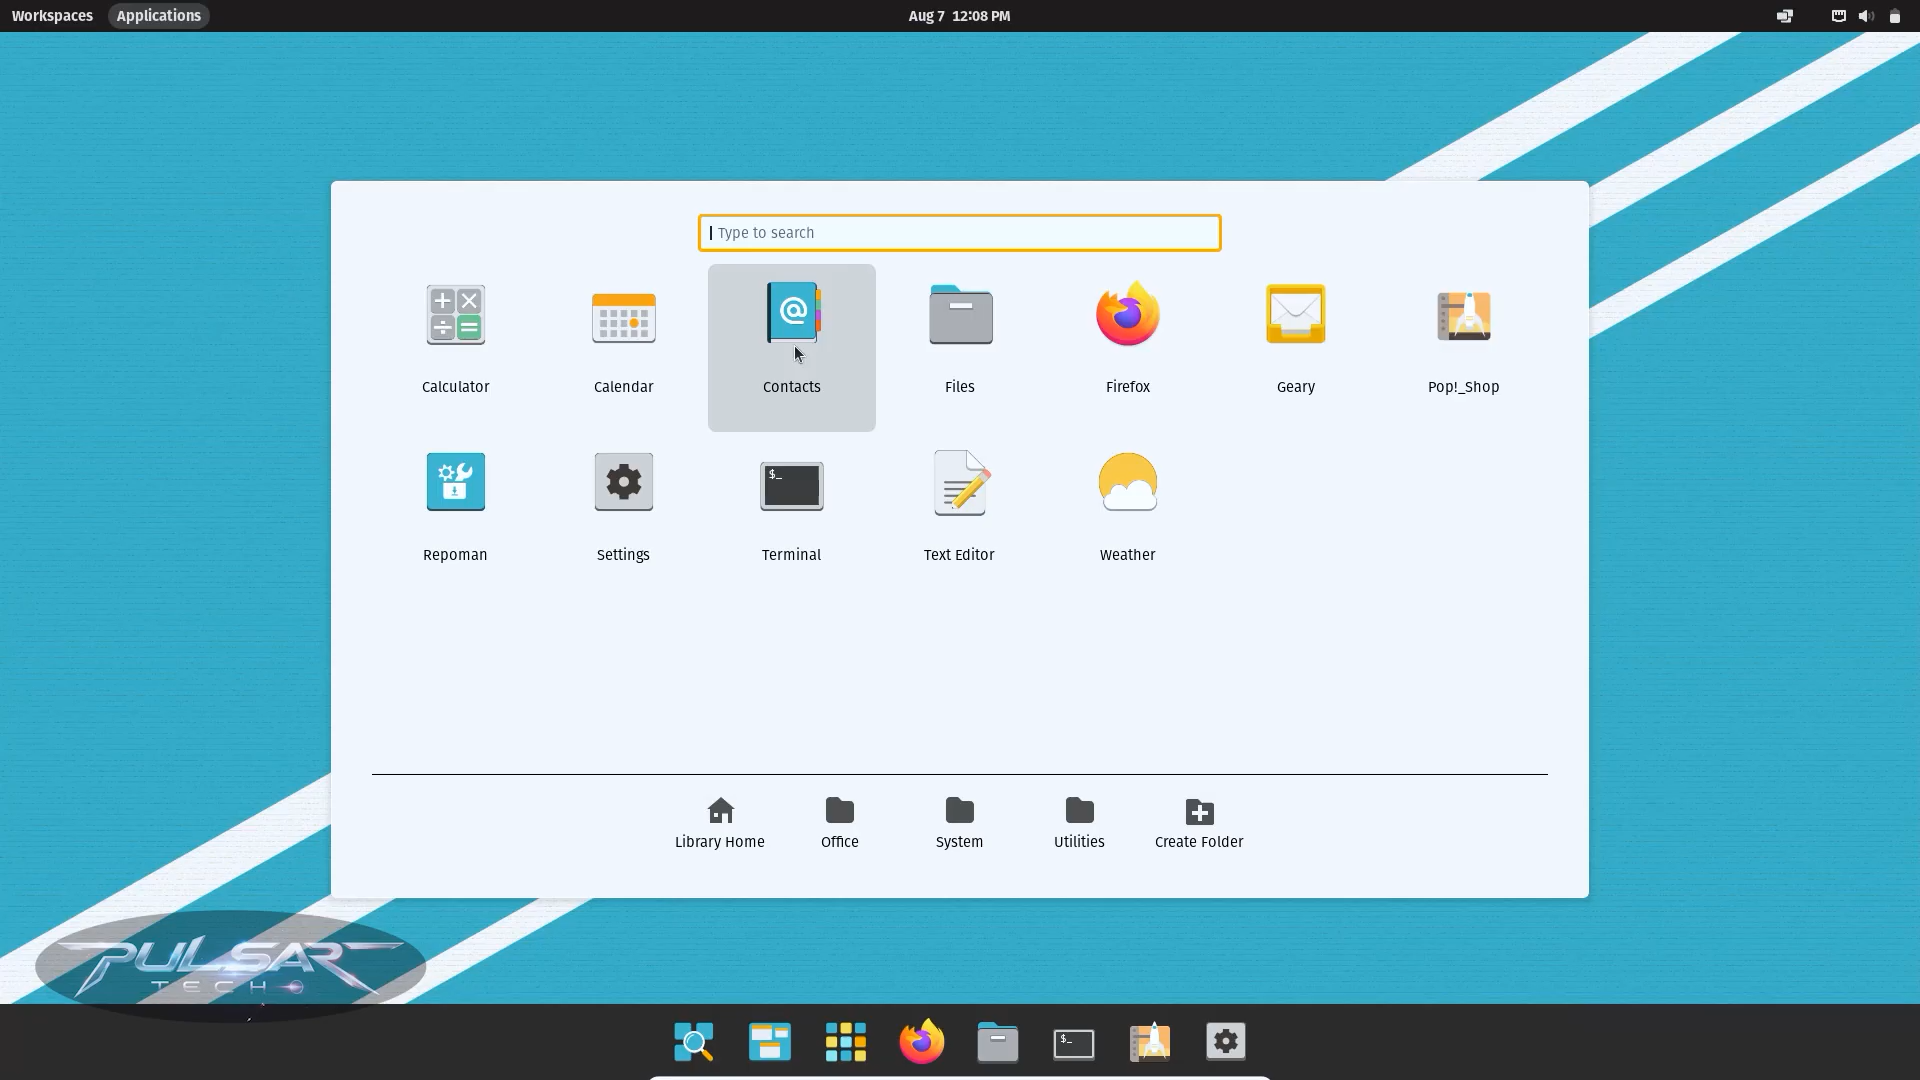 Workspaces
Applications
Aug 7 12:08 PM
Type to search
Calculator
Calendar
Contacts
Files
Firefox
Geary
Pop!_Shop
$_
Repoman
Settings
Terminal
Text Editor
Weather
Library Home
Office
System
Utilities
Create Folder
PULSAR
TECH
$_